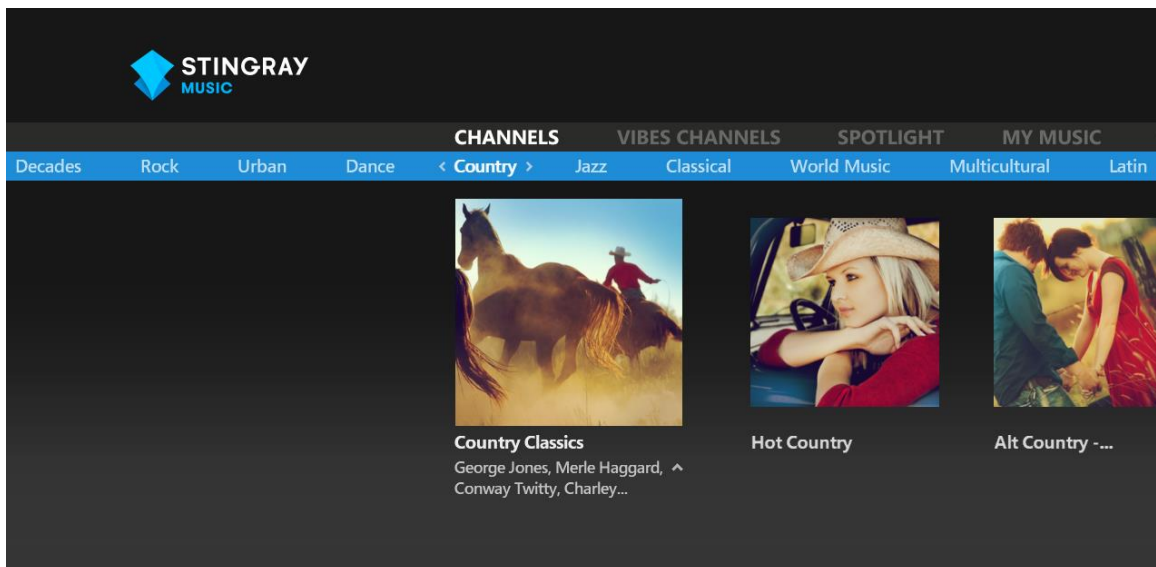 STINGRAY
MUSIC
CHANNELS VIBES CHANNELS SPOTLIGHT MY MUSIC
Decades Rock Urban Dance < Country > Jazz Classical World Music Multicultural Latin
Country Classics Hot Country Alt Country -...
George Jones, Merle Haggard,
Conway Twitty, Charley...